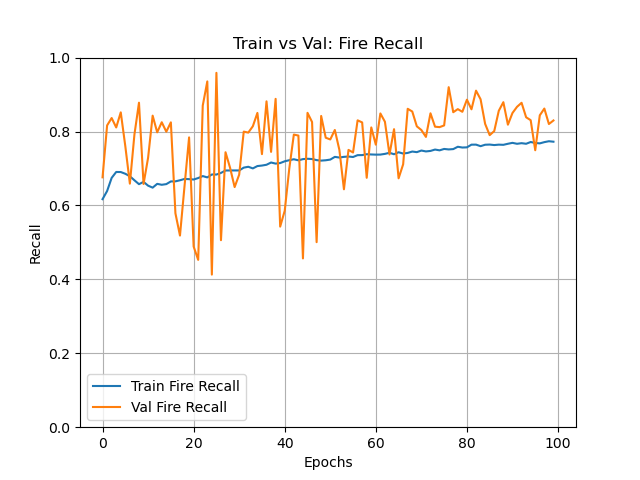 Train vs Val: Fire Recall
1.0
0.8
0.6
0.4
0.2
0.0
Recall
Train Fire Recall
Val Fire Recall
0 20 40 60 80 100
Epochs